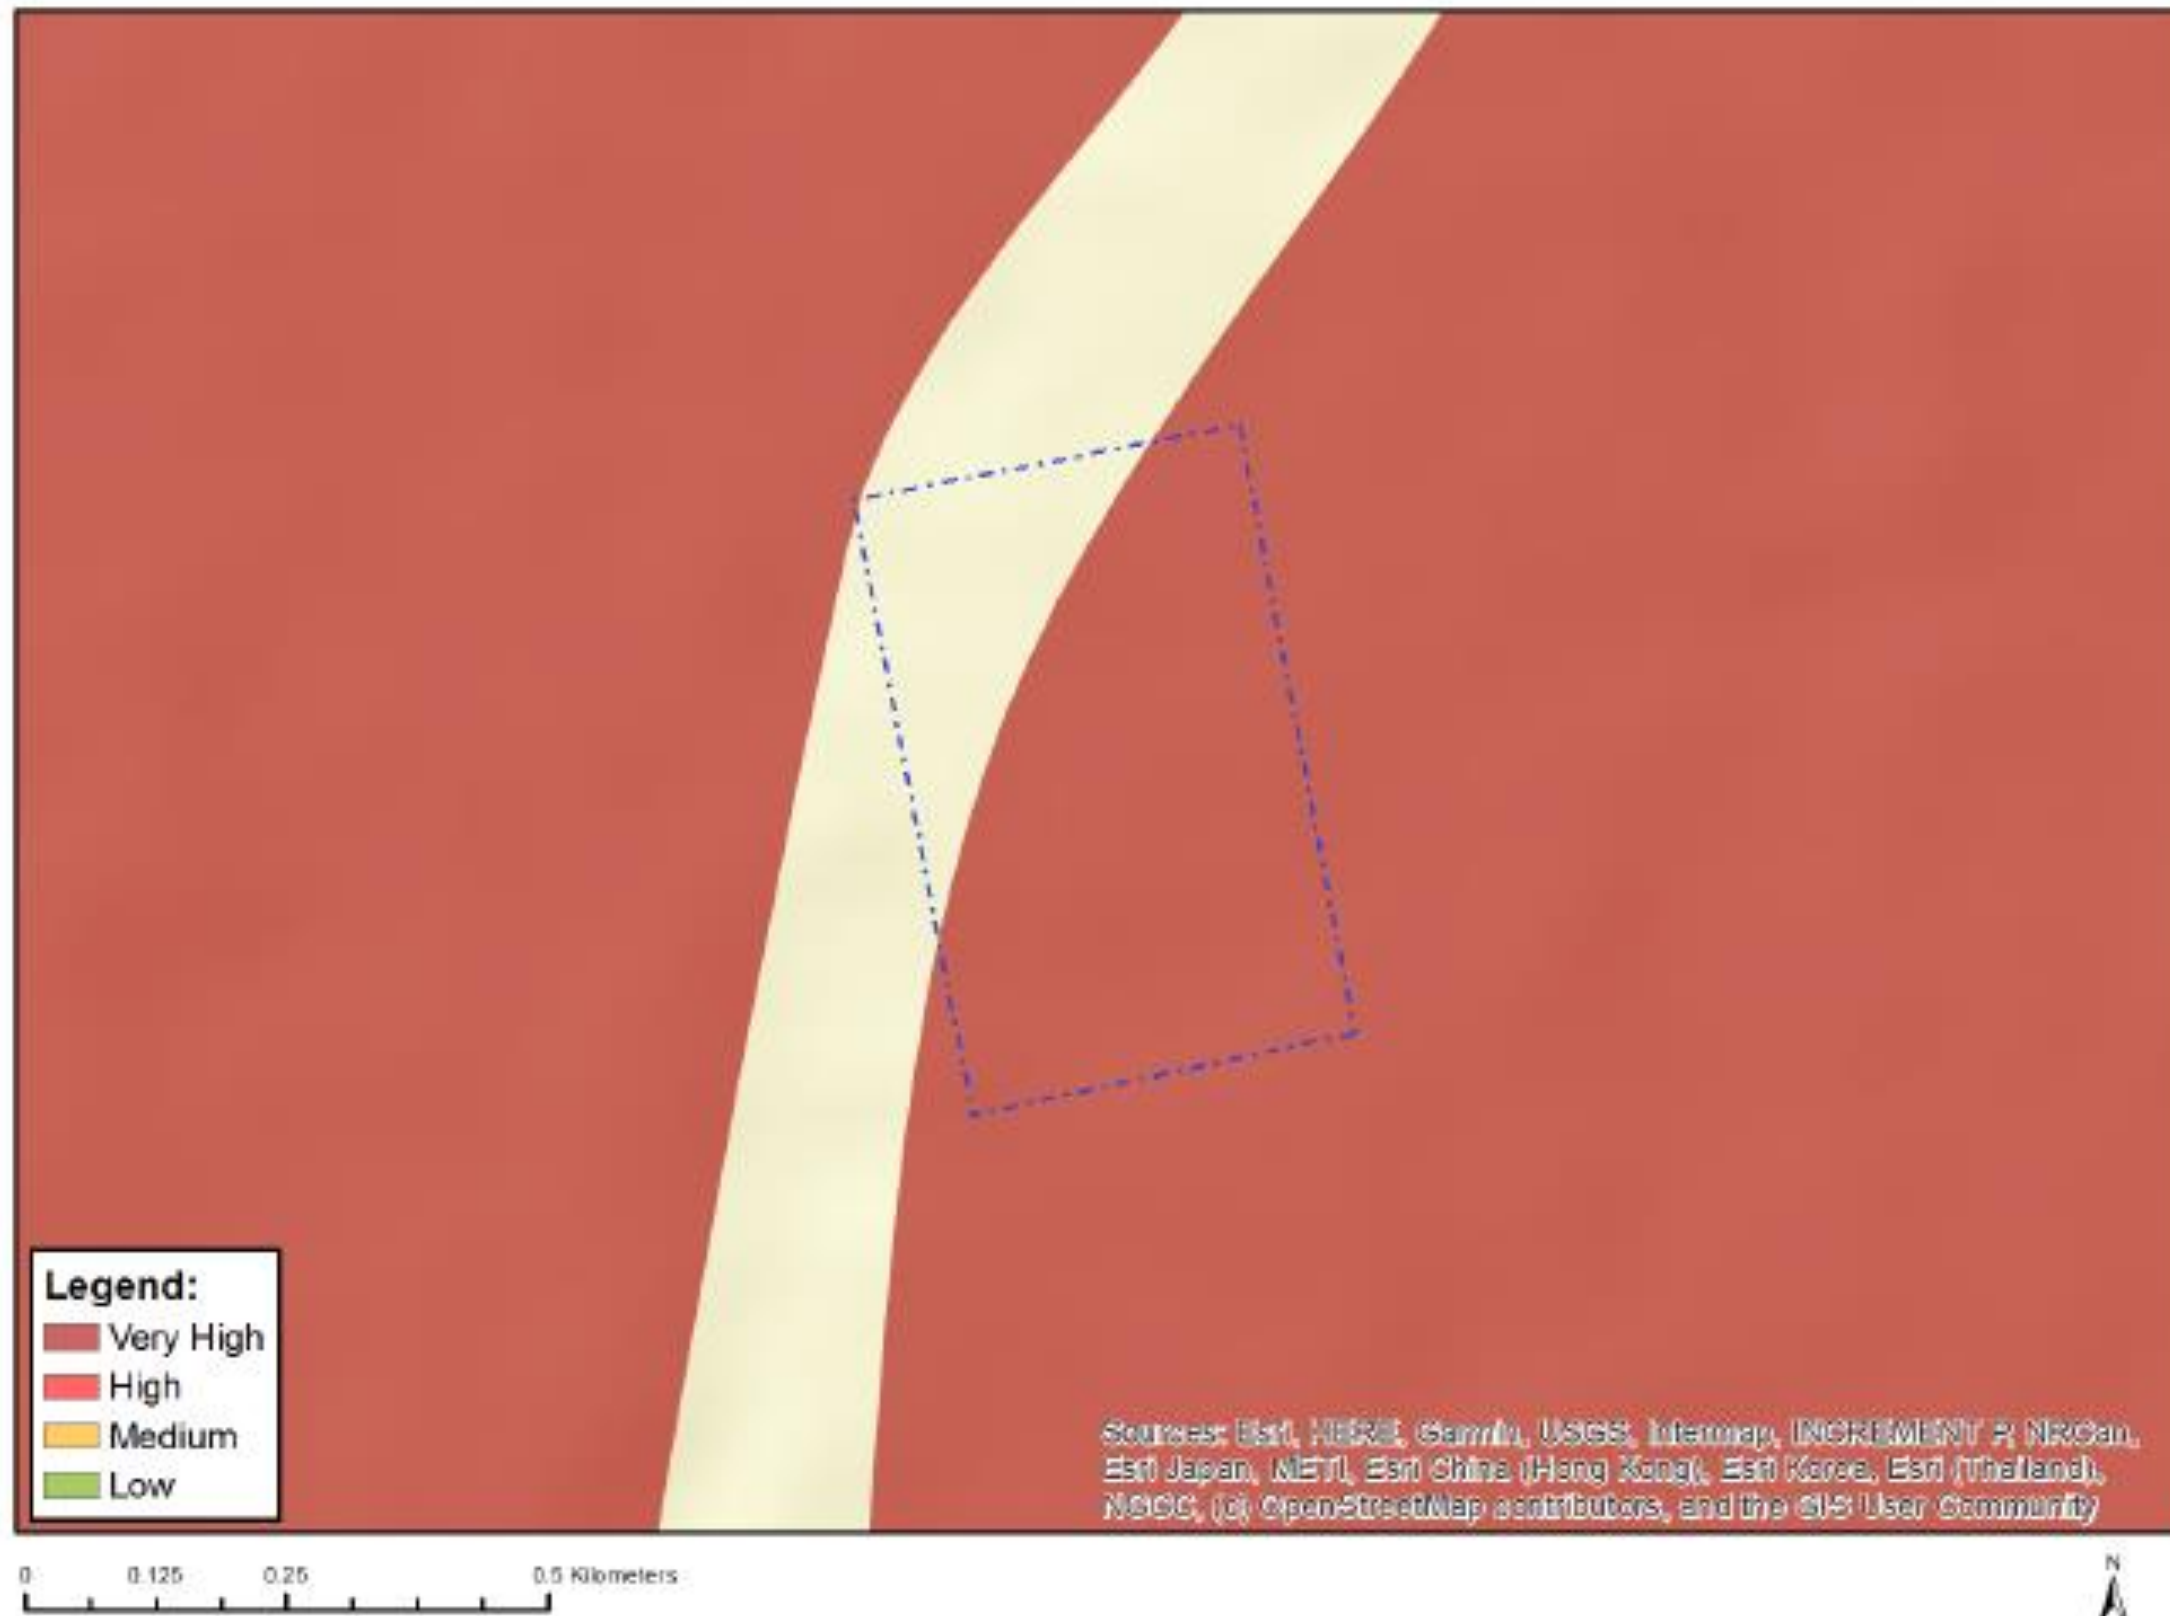 Legend:
Very High
High
Medium
Low
Sources: Esri, HERE, Garmin, USGS, Intermap, INCREMENT P, NRCan,
Esri Japan, METI, Esri China (Hong Kong), Esri Korea, Esri (Thailand),
NGCC, (c) OpenStreetMap contributors, and the GIS User Community
0 0.125 0.25 0.5 Kilometers
N